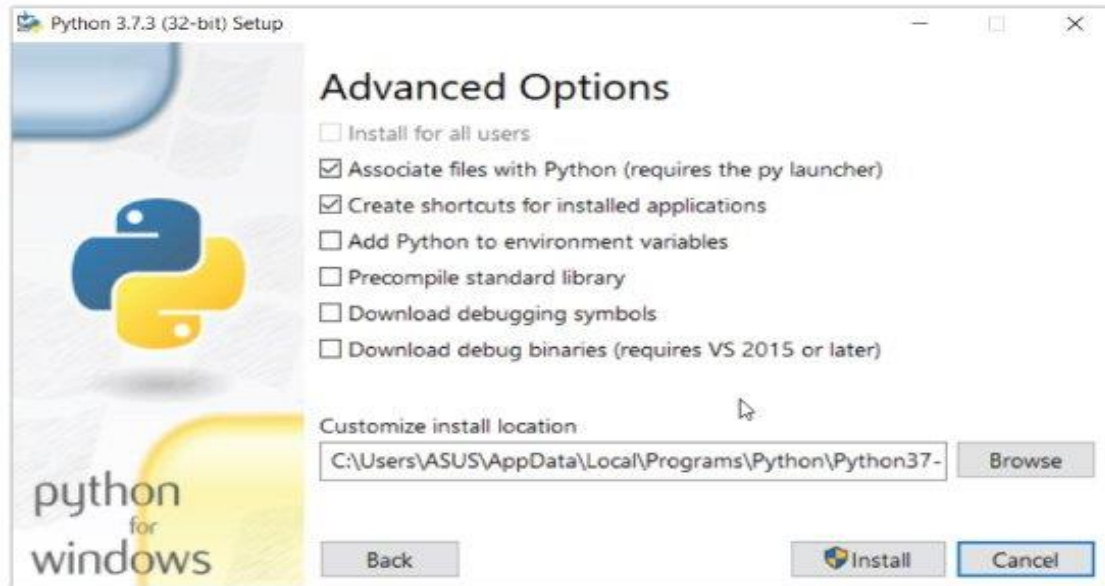 Python 3.7.3 (32-bit) Setup
Advanced Options
Install for all users
Associate files with Python (requires the py launcher)
Create shortcuts for installed applications
Add Python to environment variables
Precompile standard library
Download debugging symbols
Download debug binaries (requires VS 2015 or later)
Customize install location
C:\Users\ASUS\AppData\Local\Programs\Python\Python37-
Browse
python
for
windows
Back
Install
Cancel